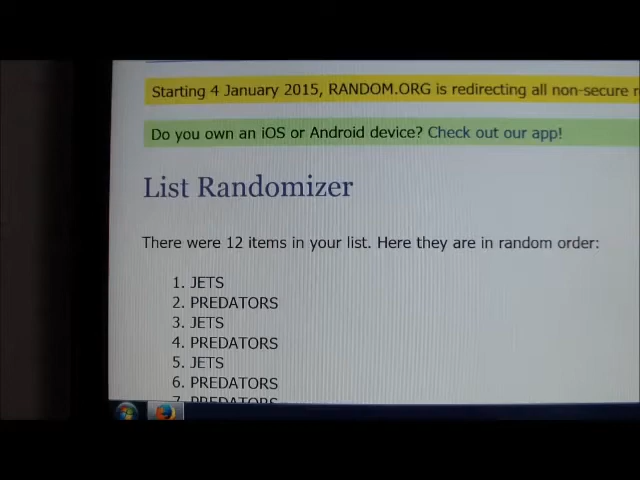 Starting 4 January 2015, RANDOM.ORG is redirecting all non-secure
Do you own an iOS or Android device? Check out our app!
List Randomizer
There were 12 items in your list. Here they are in random order:
1. JETS
2. PREDATORS
3. JETS
4. PREDATORS
5. JETS
6. PREDATORS
7. PREDATORS